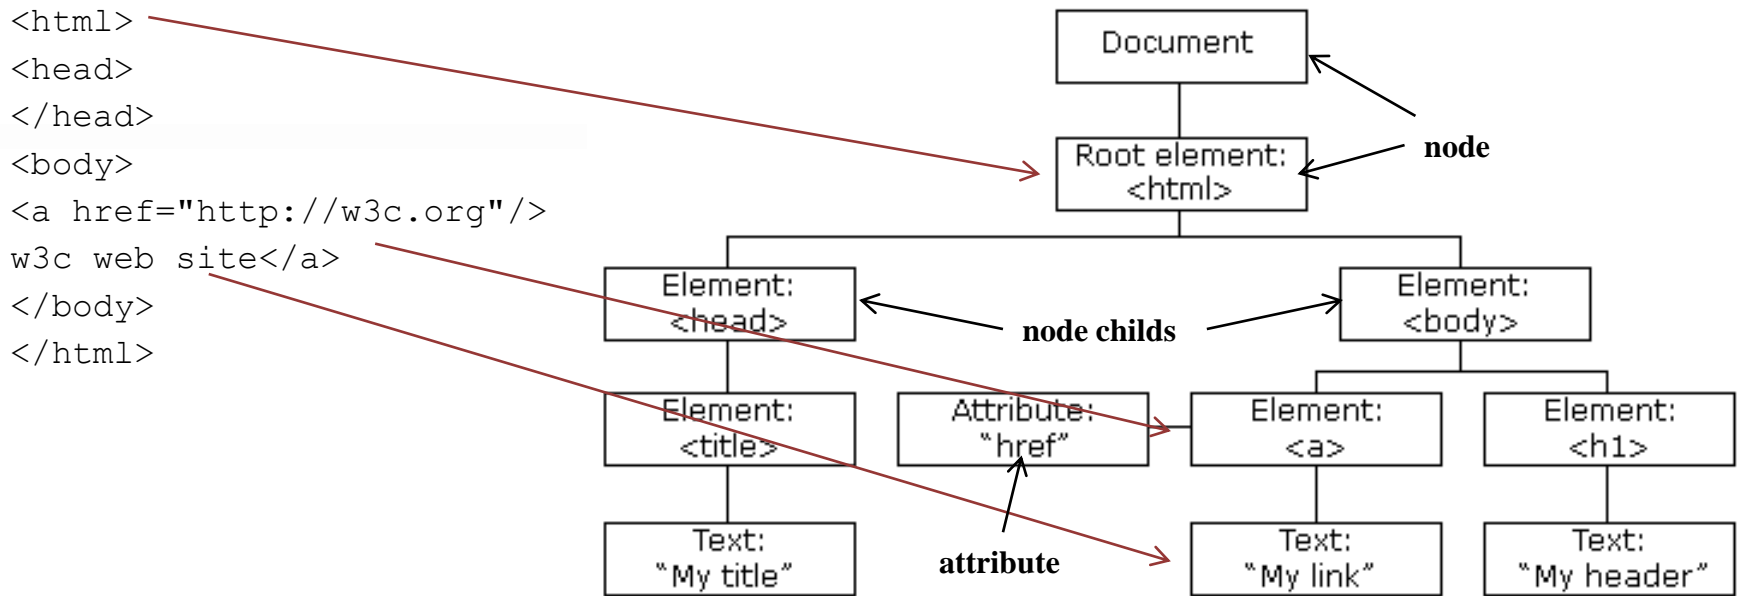 <html>
<head>
</head>
<body>
<a href="http://w3c.org"/>
w3c web site</a>
</body>
</html>
Document
node
Root element:
<html>
Element:
<head>
node childs
Element:
<body>
Element:
<title>
Attribute:
“href”
Element:
<a>
Element:
<h1>
Text:
“My title”
attribute
Text:
“My link”
Text:
“My header”